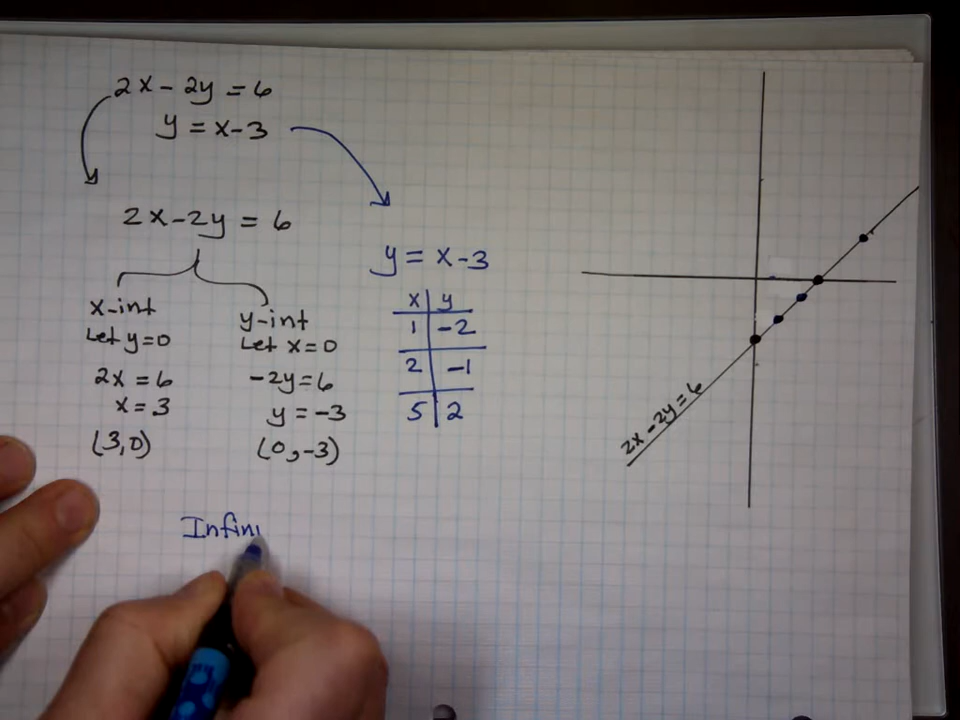 2x - 2y = 6
y = x - 3
2x - 2y = 6
x-int
Let y=0
2x = 6
x = 3
(3,0)
y-int
Let x=0
-2y = 6
y = -3
(0,-3)
y = x - 3
x y
1 -2
2 -1
5 2
2x - 2y = 6
Infini